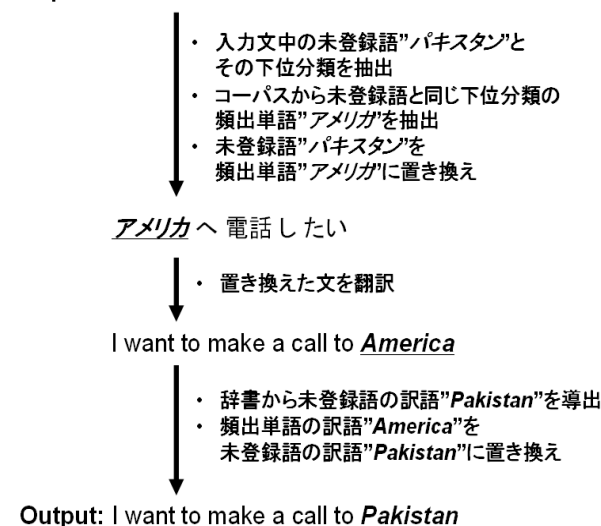 ・ 入力文中の未登録語”パキスタン”と
その下位分類を抽出
・ コーパスから未登録語と同じ下位分類の
頻出単語”アメリカ”を抽出
・ 未登録語”パキスタン”を
頻出単語”アメリカ”に置き換え
アメリカ へ 電話 し たい
・ 置き換えた文を翻訳
I want to make a call to America
・ 辞書から未登録語の訳語”Pakistan”を導出
・ 頻出単語の訳語”America”を
未登録語の訳語”Pakistan”に置き換え
Output: I want to make a call to Pakistan